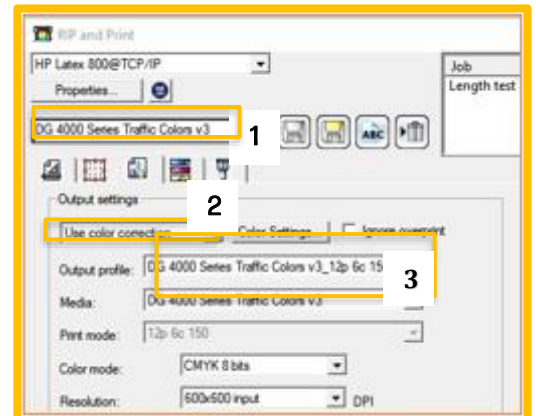 RIP and Print
HP Latex 800@TCP/IP
Job
Properties...
Length test
DG 4000 Series Traffic Colors v3
1
ABC
Output settings
2
Use color correction
Color Settings...
Ignore overprint
Output profile:
DG 4000 Series Traffic Colors v3_12p 6c 15
3
Media:
DG 4000 Series Traffic Colors v3
Print mode:
12p 6c 150
Color mode:
CMYK 8 bits
Resolution:
600x600 input
DPI